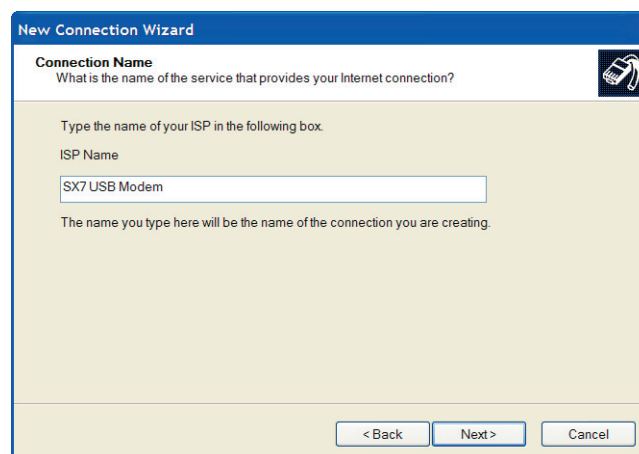 New Connection Wizard
Connection Name
What is the name of the service that provides your Internet connection?
Type the name of your ISP in the following box.
ISP Name
SX7 USB Modem
The name you type here will be the name of the connection you are creating.
< Back
Next >
Cancel